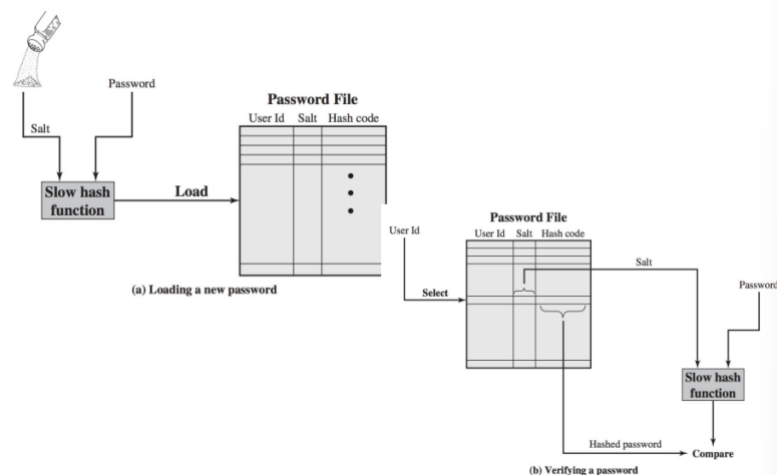 Password
Salt
Slow hash
function
Load
Password File
User Id Salt Hash code
(a) Loading a new password
User Id
Select
Password File
User Id Salt Hash code
Salt
Password
Slow hash
function
Hashed password
Compare
(b) Verifying a password